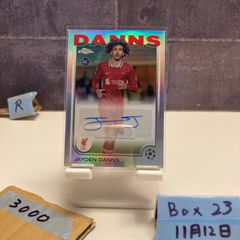 DANNS
R
JAYDEN DANNS
3000
Box 23
11月12日